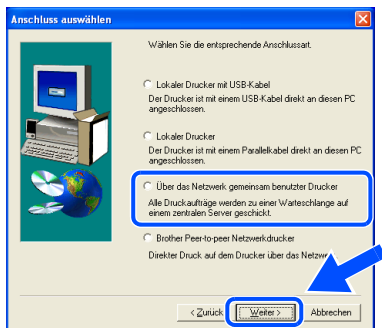 Anschluss auswählen
Wählen Sie die entsprechende Anschlussart.
Lokaler Drucker mit USB-Kabel
Der Drucker ist mit einem USB-Kabel direkt an diesen PC
angeschlossen.
Lokaler Drucker
Der Drucker ist mit einem Parallelkabel direkt an diesen PC
angeschlossen.
Über das Netzwerk gemeinsam benutzter Drucker
Alle Druckaufträge werden zu einer Warteschlange auf
einem zentralen Server geschickt.
Brother Peer-to-peer Netzwerkdrucker
Direkter Druck auf dem Drucker über das Netzwe
< Zurück Weiter > Abbrechen